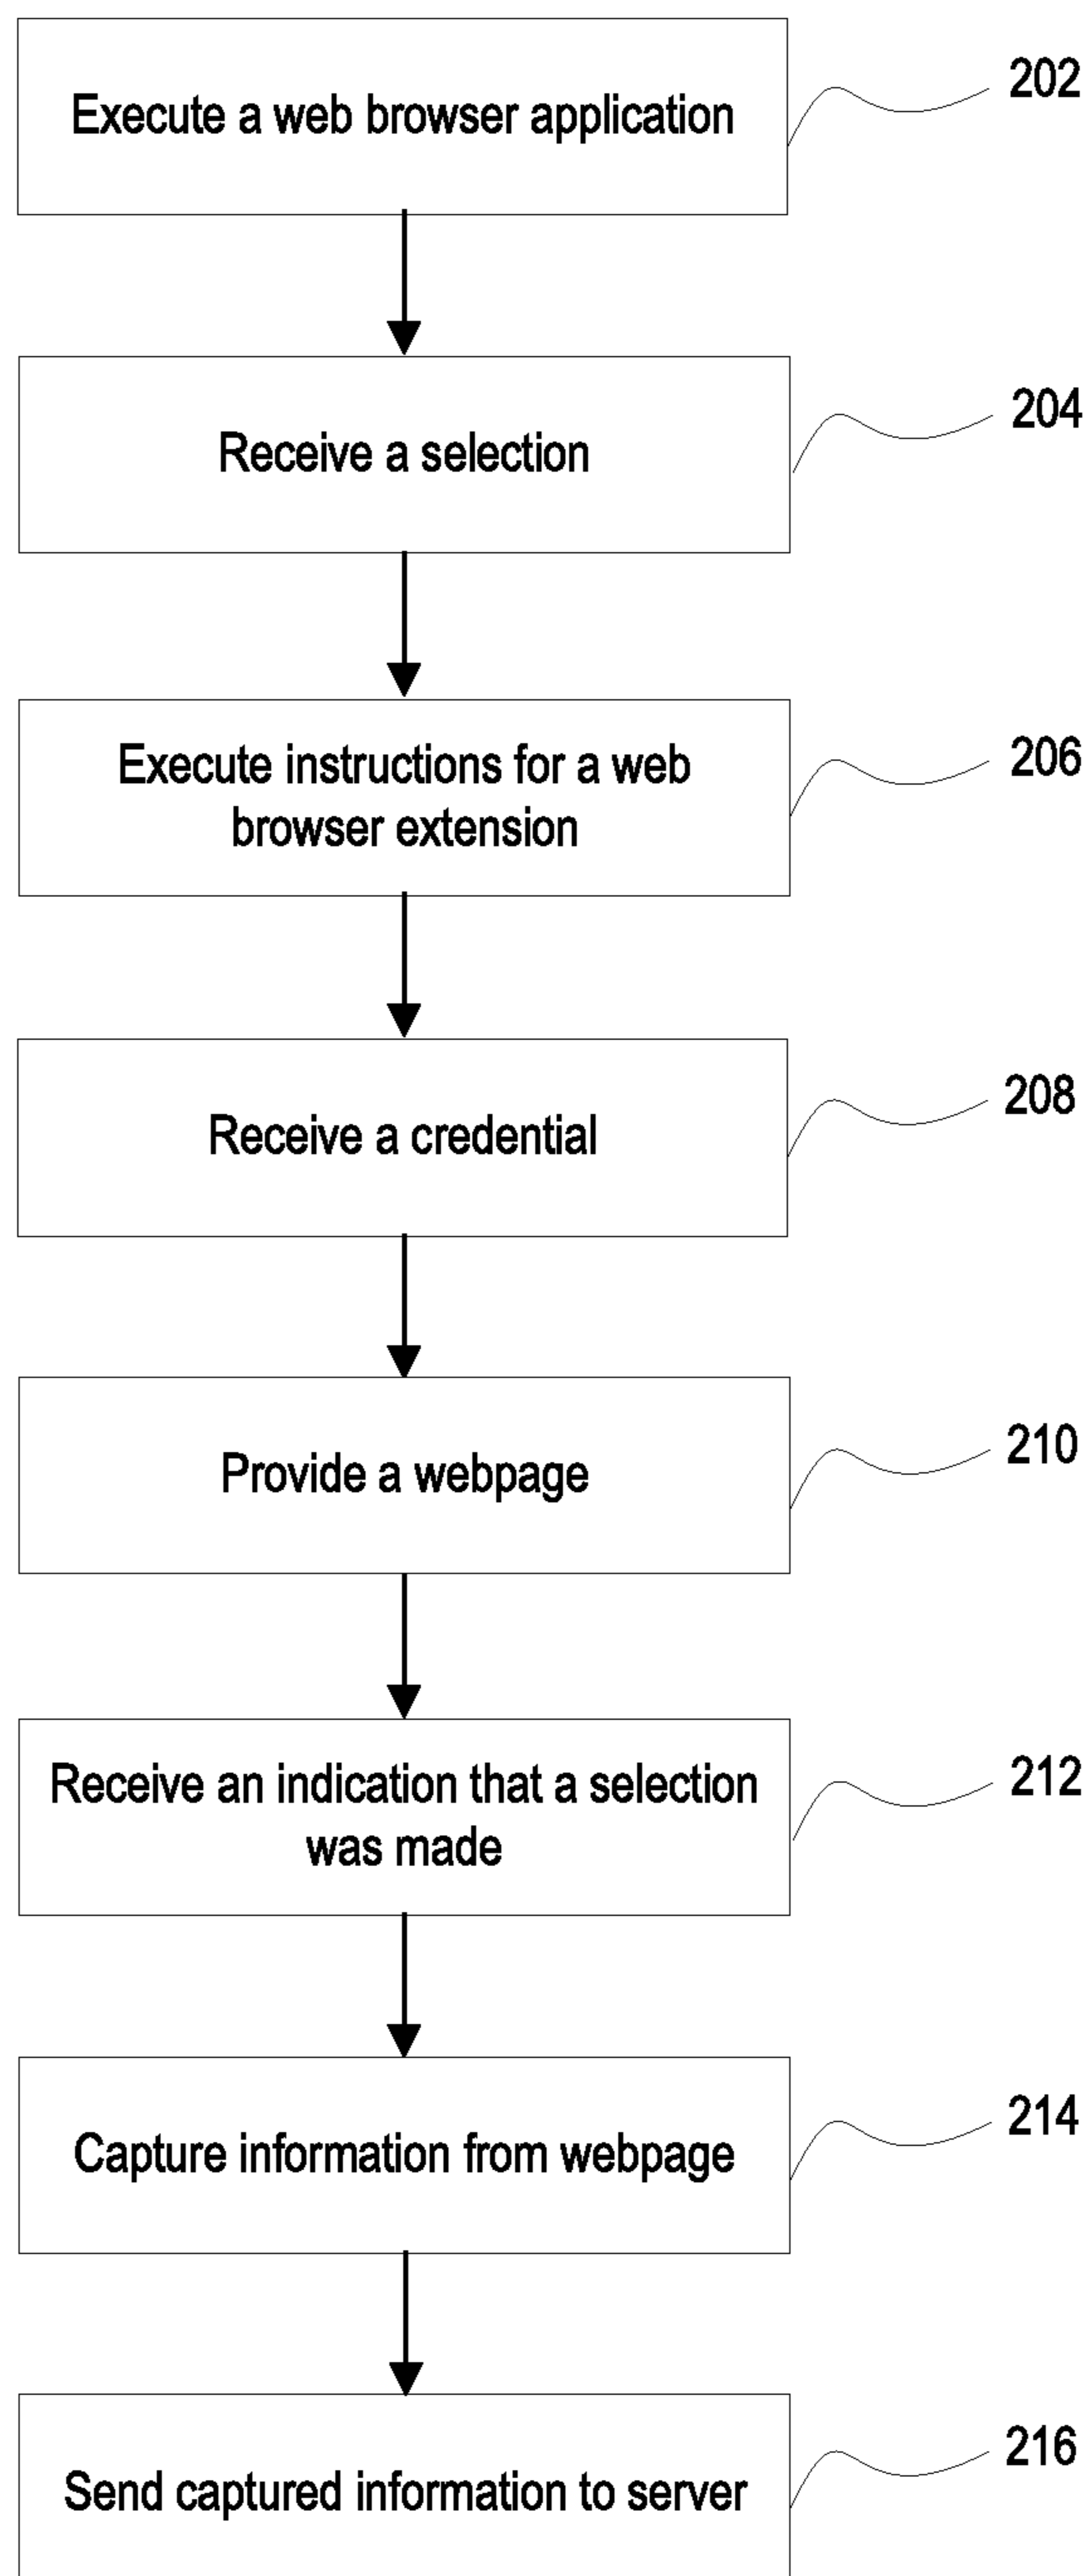 Execute a web browser application
202
Receive a selection
204
Execute instructions for a web
browser extension
206
Receive a credential
208
Provide a webpage
210
Receive an indication that a selection
was made
212
Capture information from webpage
214
Send captured information to server
216